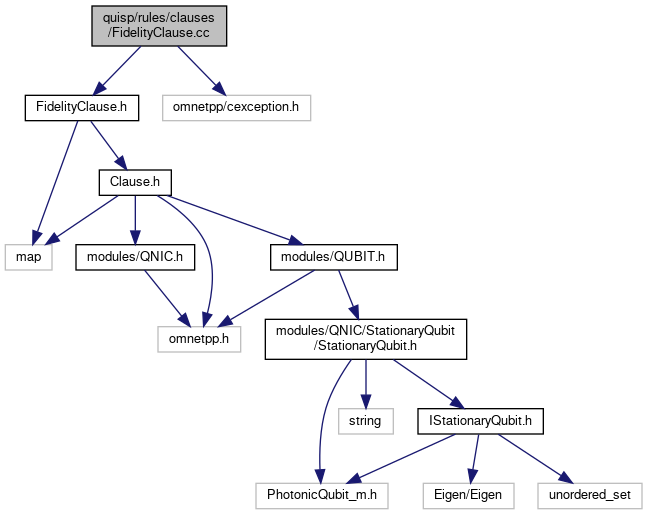 quisp/rules/clauses
/FidelityClause.cc
FidelityClause.h
omnetpp/cexception.h
Clause.h
map
modules/QNIC.h
modules/QUBIT.h
omnetpp.h
modules/QNIC/StationaryQubit
/StationaryQubit.h
string
IStationaryQubit.h
PhotonicQubit_m.h
Eigen/Eigen
unordered_set